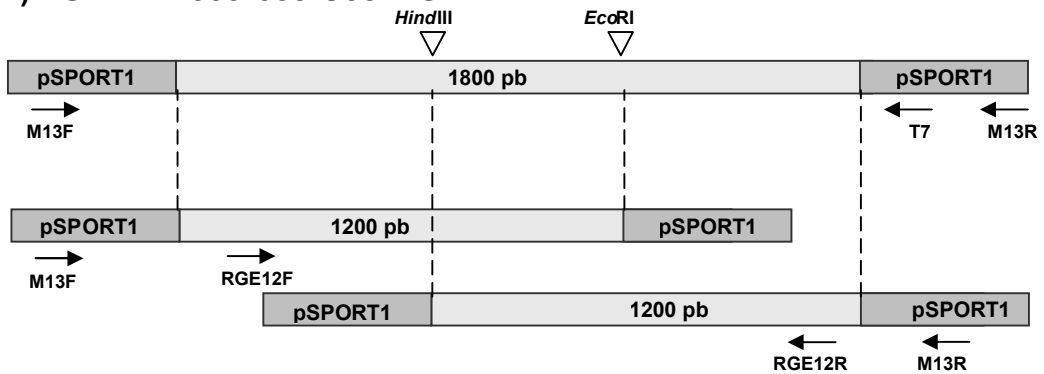 HindIII EcoRI
pSPORT1 1800 pb pSPORT1
M13F T7 M13R
pSPORT1 1200 pb pSPORT1
M13F RGE12F
pSPORT1 1200 pb pSPORT1
RGE12R M13R